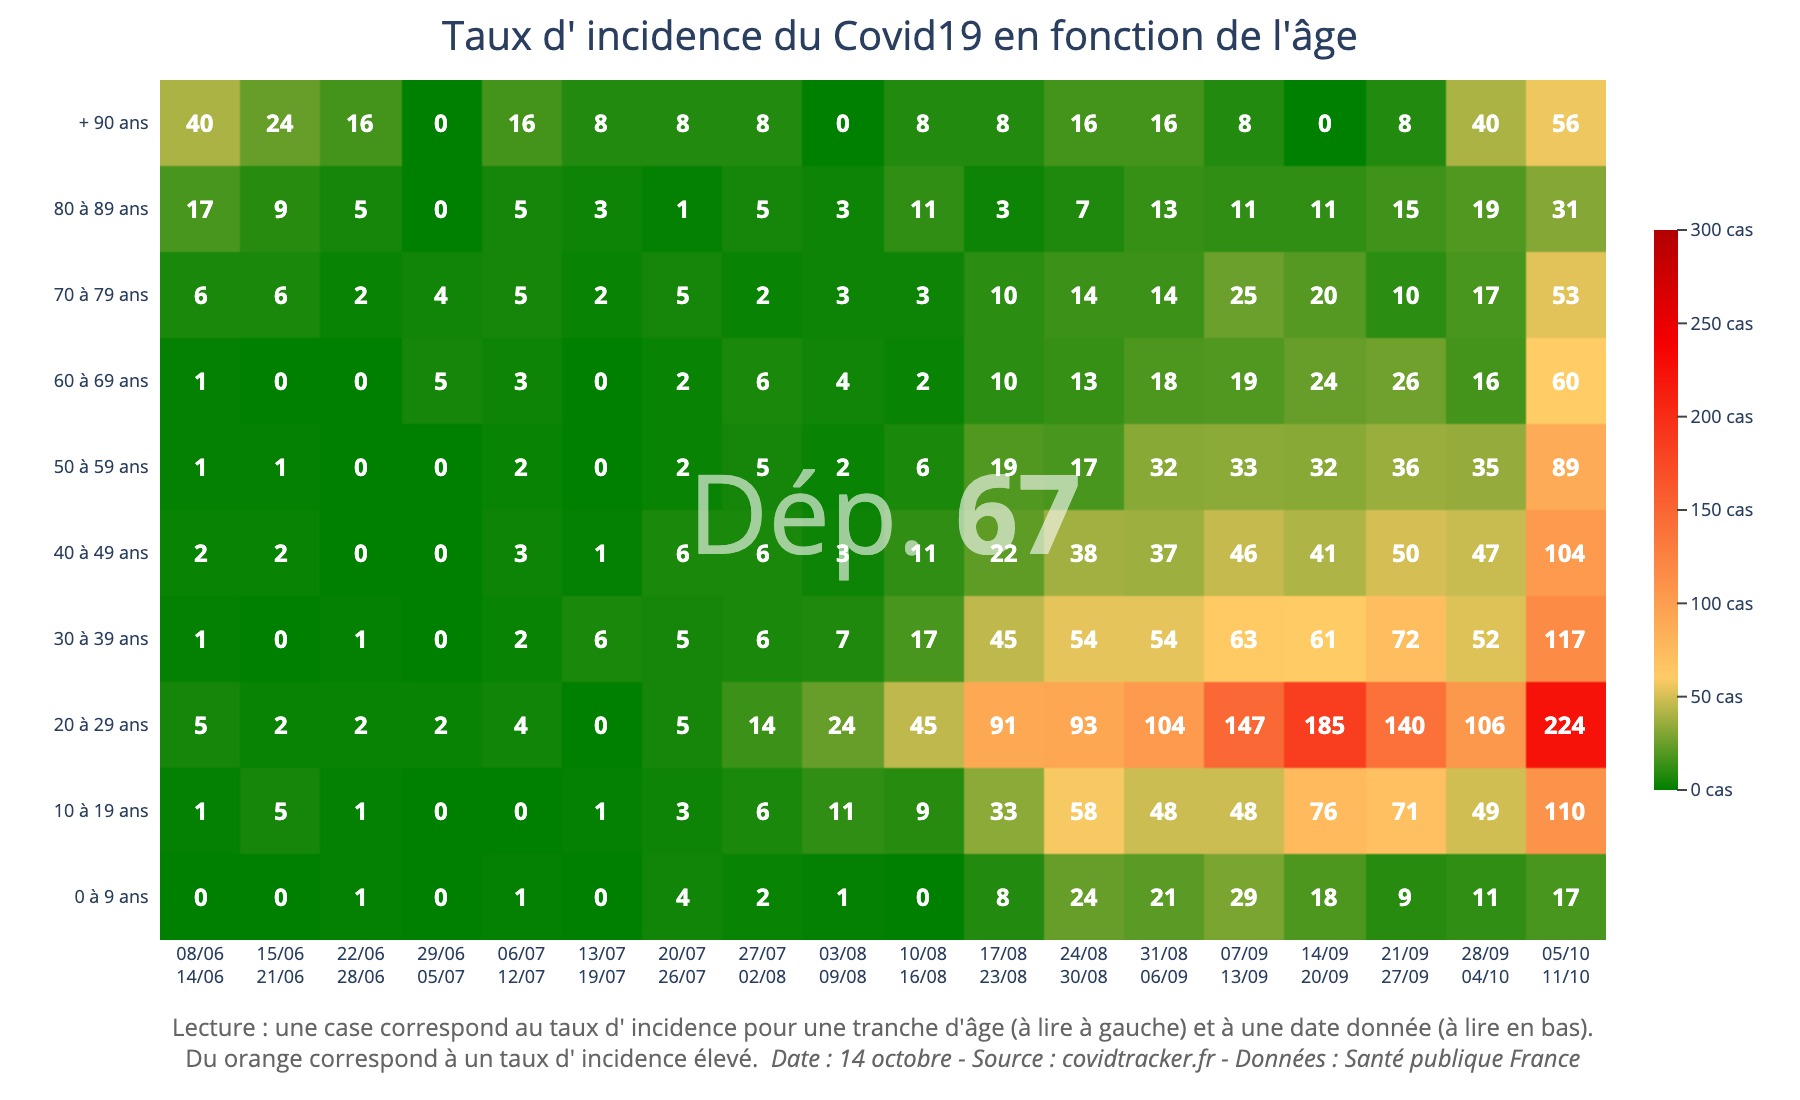 Taux d' incidence du Covid19 en fonction de l'âge
+ 90 ans 40 24 16 0 16 8 8 8 0 8 8 16 16 8 0 8 40 56
80 à 89 ans 17 9 5 0 5 3 1 5 3 11 3 7 13 11 11 15 19 31
300 cas
70 à 79 ans 6 6 2 4 5 2 5 2 3 3 10 14 14 25 20 10 17 53
250 cas
60 à 69 ans 1 0 0 5 3 0 2 6 4 2 10 13 18 19 24 26 16 60
200 cas
50 à 59 ans 1 1 0 0 2 0 2 5 2 6 19 17 32 33 32 36 35 89
Dép. 67
150 cas
40 à 49 ans 2 2 0 0 3 1 6 6 3 11 22 38 37 46 41 50 47 104
100 cas
30 à 39 ans 1 0 1 0 2 6 5 6 7 17 45 54 54 63 61 72 52 117
50 cas
20 à 29 ans 5 2 2 2 4 0 5 14 24 45 91 93 104 147 185 140 106 224
0 cas
10 à 19 ans 1 5 1 0 0 1 3 6 11 9 33 58 48 48 76 71 49 110
0 à 9 ans 0 0 1 0 1 0 4 2 1 0 8 24 21 29 18 9 11 17
08/06 15/06 22/06 29/06 06/07 13/07 20/07 27/07 03/08 10/08 17/08 24/08 31/08 07/09 14/09 21/09 28/09 05/10
14/06 21/06 28/06 05/07 12/07 19/07 26/07 02/08 09/08 16/08 23/08 30/08 06/09 13/09 20/09 27/09 04/10 11/10
Lecture : une case correspond au taux d' incidence pour une tranche d'âge (à lire à gauche) et à une date donnée (à lire en bas).
Du orange correspond à un taux d' incidence élevé. Date : 14 octobre - Source : covidtracker.fr - Données : Santé publique France